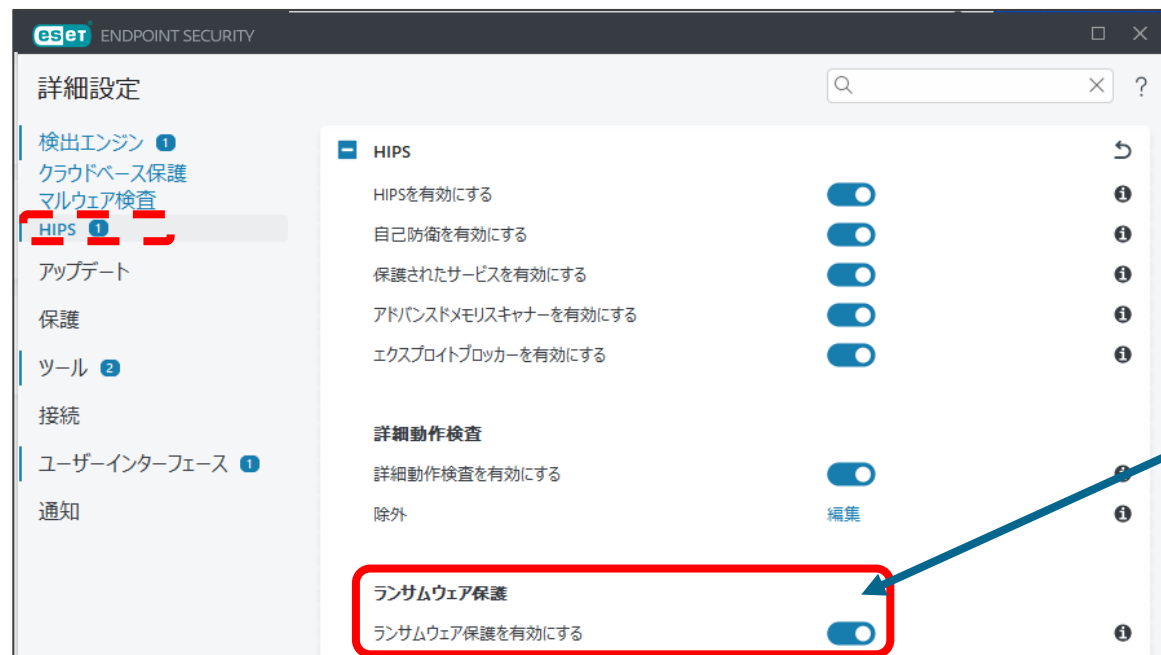 eset ENDPOINT SECURITY
詳細設定
?
検出エンジン 1
クラウドベース保護
マルウェア検査
HIPS 1
アップデート
保護
ツール 2
接続
ユーザーインターフェース 1
通知
HIPS
HIPSを有効にする
自己防衛を有効にする
保護されたサービスを有効にする
アドバンスドメモリスキャナーを有効にする
エクスプロイトブロッカーを有効にする
詳細動作検査
詳細動作検査を有効にする
除外 編集
ランサムウェア保護
ランサムウェア保護を有効にする